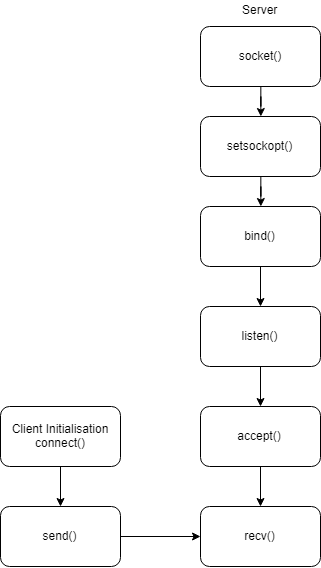 Server
socket()
setsockopt()
bind()
listen()
Client Initialisation
connect()
accept()
send()
recv()